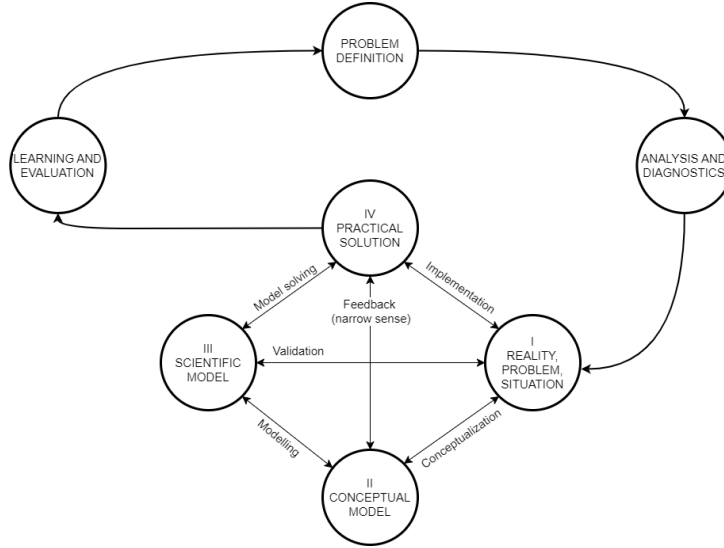 PROBLEM
DEFINITION
LEARNING AND
EVALUATION
ANALYSIS AND
DIAGNOSTICS
IV
PRACTICAL
SOLUTION
Model solving
Implementation
Feedback
(narrow sense)
III
SCIENTIFIC
MODEL
Validation
I
REALITY,
PROBLEM,
SITUATION
Modelling
Conceptualization
II
CONCEPTUAL
MODEL